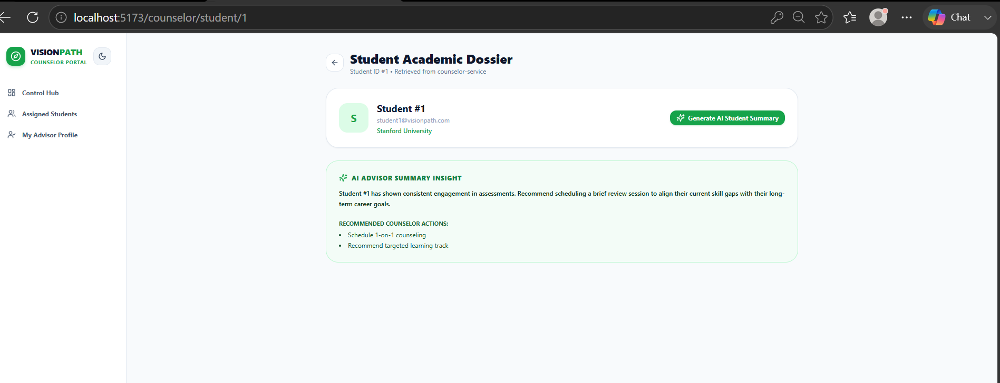 localhost:5173/counselor/student/1
Chat
VISIONPATH
COUNSELOR PORTAL
Control Hub
Assigned Students
My Advisor Profile
Student Academic Dossier
Student ID #1 • Retrieved from counselor-service
S
Student #1
student1@visionpath.com
Stanford University
Generate AI Student Summary
AI ADVISOR SUMMARY INSIGHT
Student #1 has shown consistent engagement in assessments. Recommend scheduling a brief review session to align their current skill gaps with their long-
term career goals.
RECOMMENDED COUNSELOR ACTIONS:
• Schedule 1-on-1 counseling
• Recommend targeted learning track